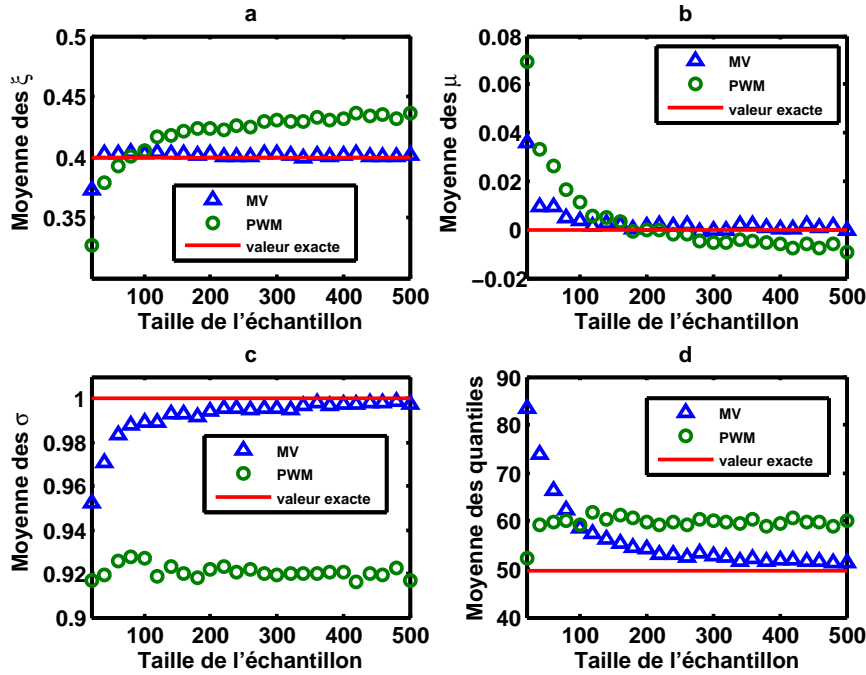 a
Moyenne des ξ
0.5
0.45
0.4
0.35
MV
PWM
valeur exacte
100 200 300 400 500
Taille de l’échantillon
b
Moyenne des μ
0.08
0.06
0.04
0.02
0
−0.02
MV
PWM
valeur exacte
100 200 300 400 500
Taille de l’échantillon
c
Moyenne des σ
1
0.98
0.96
0.94
0.92
0.9
MV
PWM
valeur exacte
100 200 300 400 500
Taille de l’échantillon
d
Moyenne des quantiles
90
80
70
60
50
40
MV
PWM
valeur exacte
100 200 300 400 500
Taille de l’échantillon